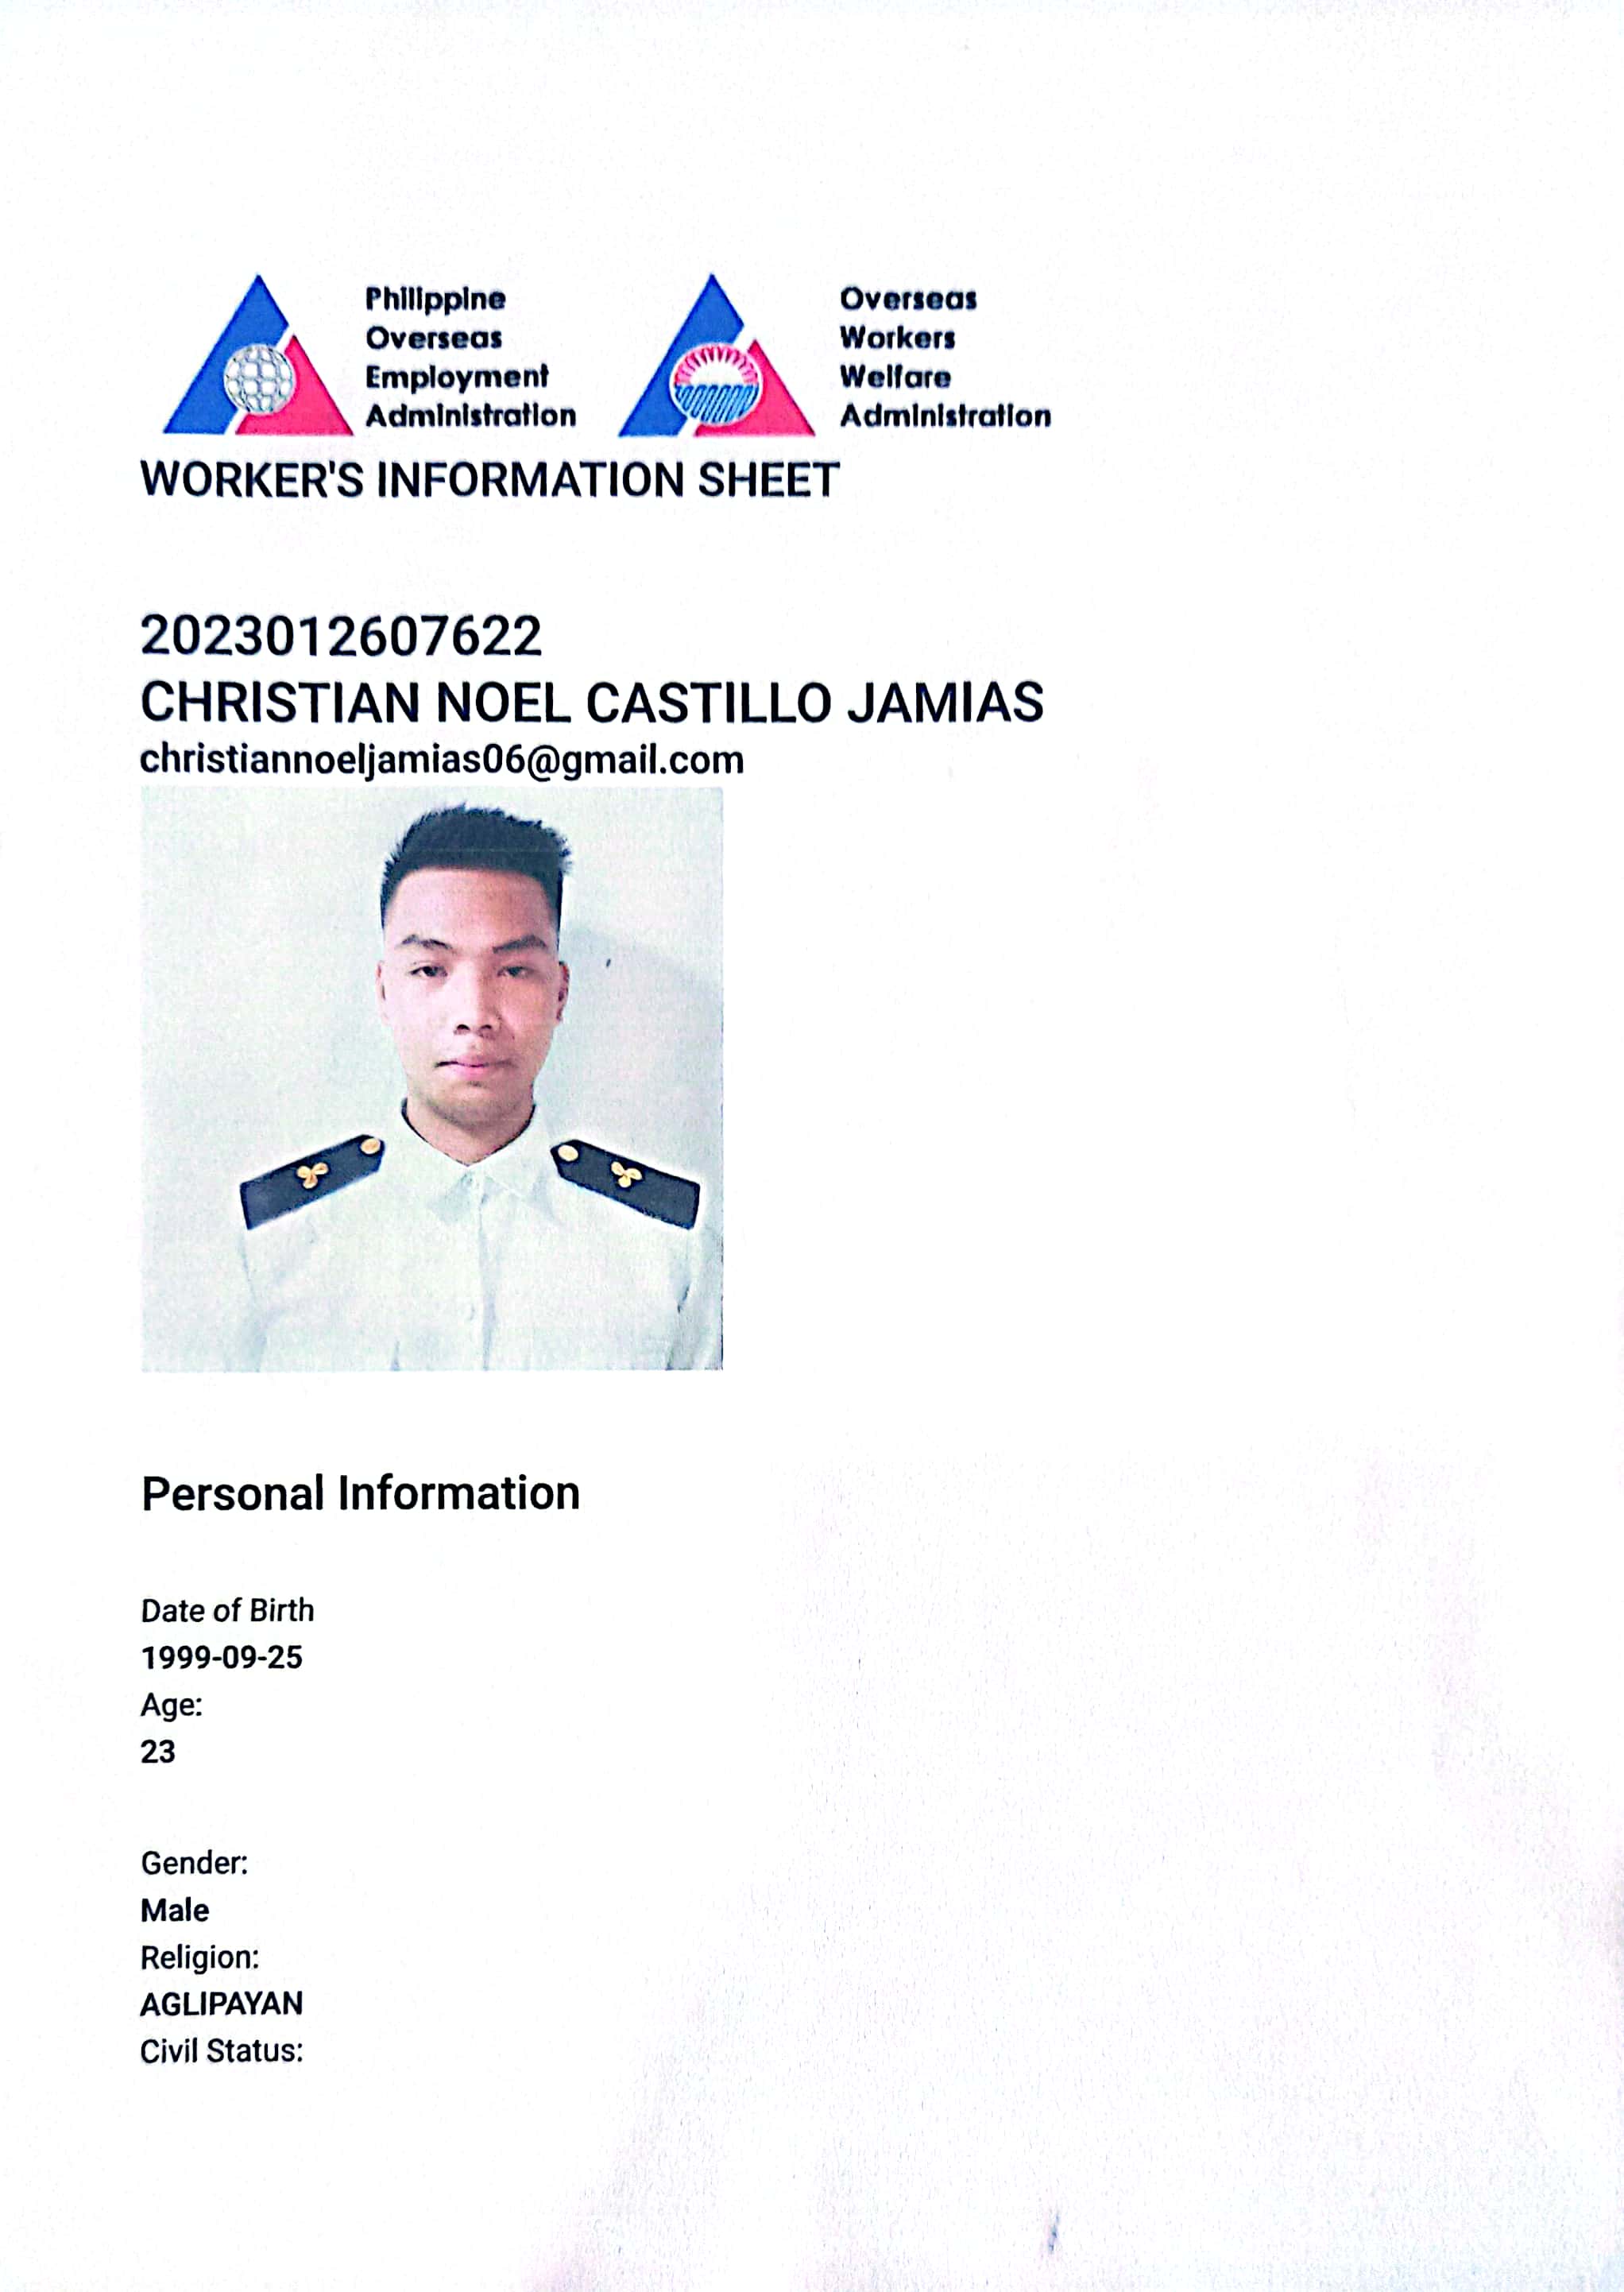 Philippine
Overseas
Employment
Administration
Overseas
Workers
Welfare
Administration
WORKER'S INFORMATION SHEET
2023012607622
CHRISTIAN NOEL CASTILLO JAMIAS
christiannoeljamias06@gmail.com
Personal Information
Date of Birth
1999-09-25
Age:
23
Gender:
Male
Religion:
AGLIPAYAN
Civil Status: